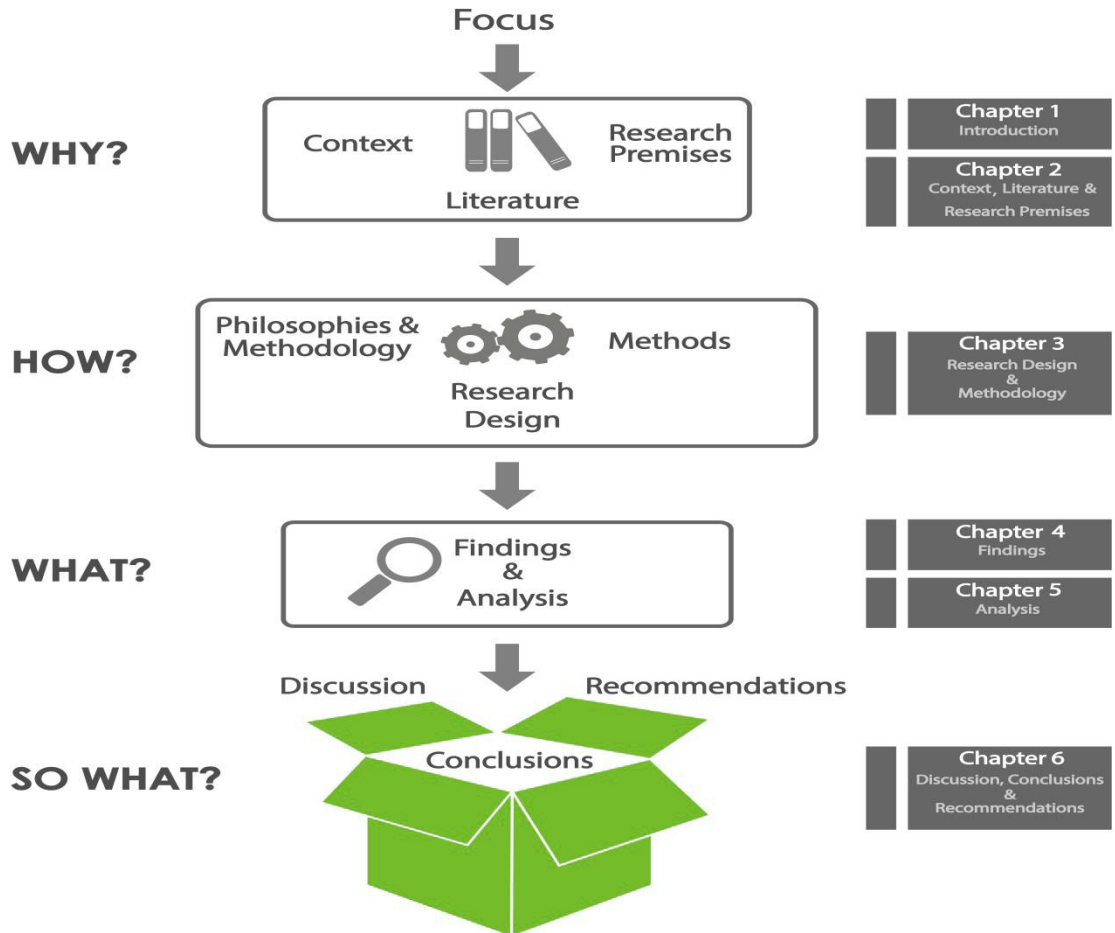 Focus
WHY?
Context
Research
Premises
Literature
Chapter 1
Introduction
Chapter 2
Context, Literature &
Research Premises
HOW?
Philosophies &
Methodology
Methods
Research
Design
Chapter 3
Research Design
&
Methodology
WHAT?
Findings
&
Analysis
Chapter 4
Findings
Chapter 5
Analysis
SO WHAT?
Discussion
Recommendations
Conclusions
Chapter 6
Discussion, Conclusions
&
Recommendations